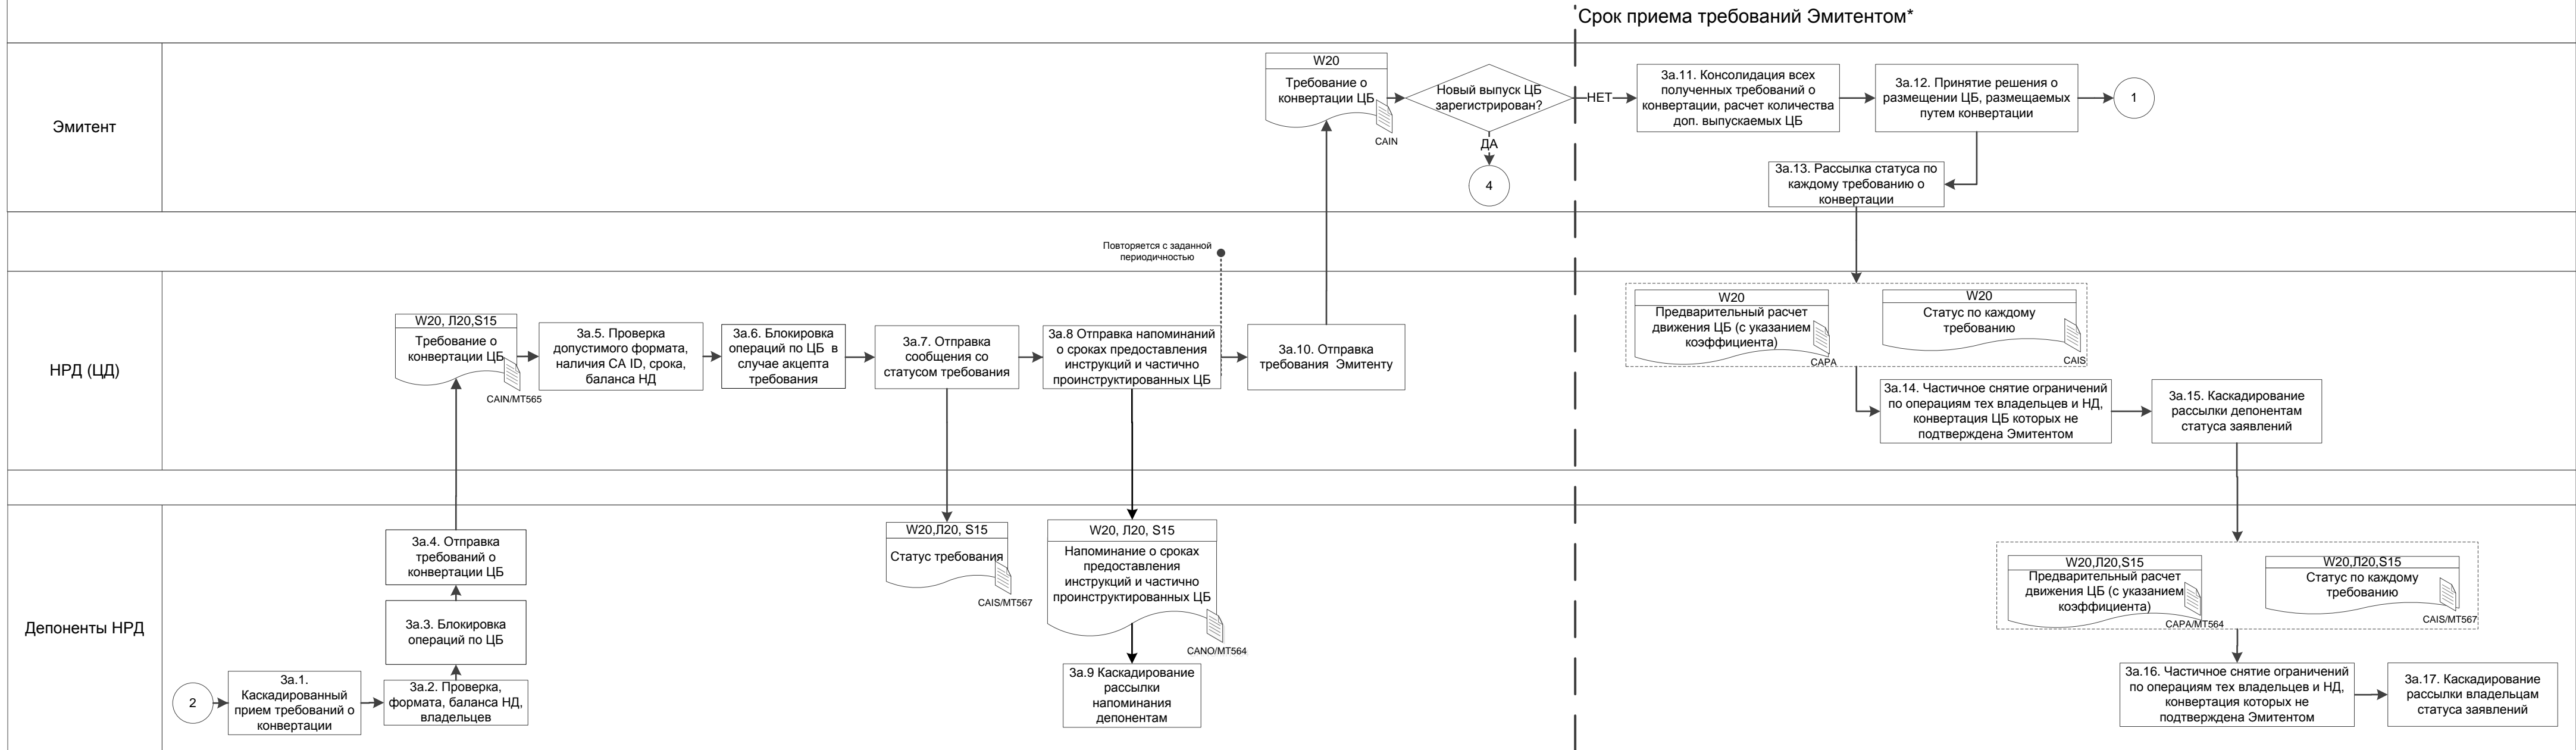 Срок приема требований Эмитентом*
Эмитент
W20
Требование о
конвертации ЦБ
CAIN
Новый выпуск ЦБ
зарегистрирован?
НЕТ
ДА
4
3а.11. Консолидация всех
полученных требований о
конвертации, расчет количества
доп. выпускаемых ЦБ
3а.12. Принятие решения о
размещении ЦБ, размещаемых
путем конвертации
1
3а.13. Рассылка статуса по
каждому требованию о
конвертации
Повторяется с заданной
периодичностью
НРД (ЦД)
W20, Л20,S15
Требование о
конвертации ЦБ
CAIN/MT565
3а.5. Проверка
допустимого формата,
наличия CA ID, срока,
баланса НД
3а.6. Блокировка
операций по ЦБ в
случае акцепта
требования
3а.7. Отправка
сообщения со
статусом требования
3а.8 Отправка напоминаний
о сроках предоставления
инструкций и частично
проинструктированных ЦБ
3а.10. Отправка
требования Эмитенту
W20
Предварительный расчет
движения ЦБ (с указанием
коэффициента)
CAPA
W20
Статус по каждому
требованию
CAIS
3а.14. Частичное снятие ограничений
по операциям тех владельцев и НД,
конвертация ЦБ которых не
подтверждена Эмитентом
3а.15. Каскадирование
рассылки депонентам
статуса заявлений
Депоненты НРД
2
3а.1.
Каскадированный
прием требований о
конвертации
3а.2. Проверка,
формата, баланса НД,
владельцев
3а.3. Блокировка
операций по ЦБ
3а.4. Отправка
требований о
конвертации ЦБ
W20,Л20, S15
Статус требования
CAIS/MT567
W20, Л20, S15
Напоминание о сроках
предоставления
инструкций и частично
проинструктированных ЦБ
CANO/MT564
3а.9 Каскадирование
рассылки
напоминания
депонентам
W20,Л20,S15
Предварительный расчет
движения ЦБ (с указанием
коэффициента)
CAPA/MT564
W20,Л20,S15
Статус по каждому
требованию
CAIS/MT567
3а.16. Частичное снятие ограничений
по операциям тех владельцев и НД,
конвертация которых не
подтверждена Эмитентом
3а.17. Каскадирование
рассылки владельцам
статуса заявлений